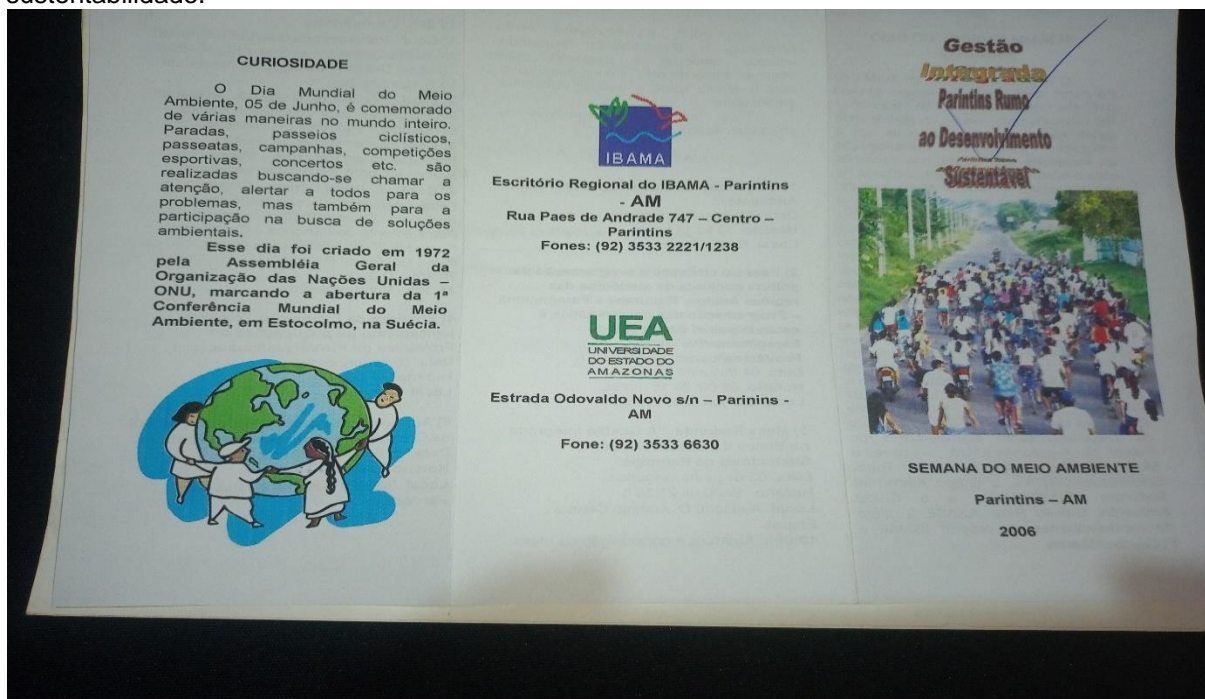 sustentabilidade.
CURIOSIDADE
O Dia Mundial do Meio
Ambiente, 05 de Junho, é comemorado
de várias maneiras no mundo inteiro.
Paradas, passeios ciclísticos,
passeatas, campanhas, competições
esportivas, concertos etc. são
realizadas buscando-se chamar a
atenção, alertar a todos para os
problemas, mas também para a
participação na busca de soluções
ambientais.
Esse dia foi criado em 1972
pela Assembléia Geral da
Organização das Nações Unidas –
ONU, marcando a abertura da 1ª
Conferência Mundial do Meio
Ambiente, em Estocolmo, na Suécia.
IBAMA
Escritório Regional do IBAMA - Parintins
- AM
Rua Paes de Andrade 747 – Centro –
Parintins
Fones: (92) 3533 2221/1238
UEA
UNIVERSIDADE
DO ESTADO DO
AMAZONAS
Estrada Odovaldo Novo s/n – Parinins -
AM
Fone: (92) 3533 6630
Gestão
Integrada
Parintins Rumo
ao Desenvolvimento
Sustentável
SEMANA DO MEIO AMBIENTE
Parintins – AM
2006